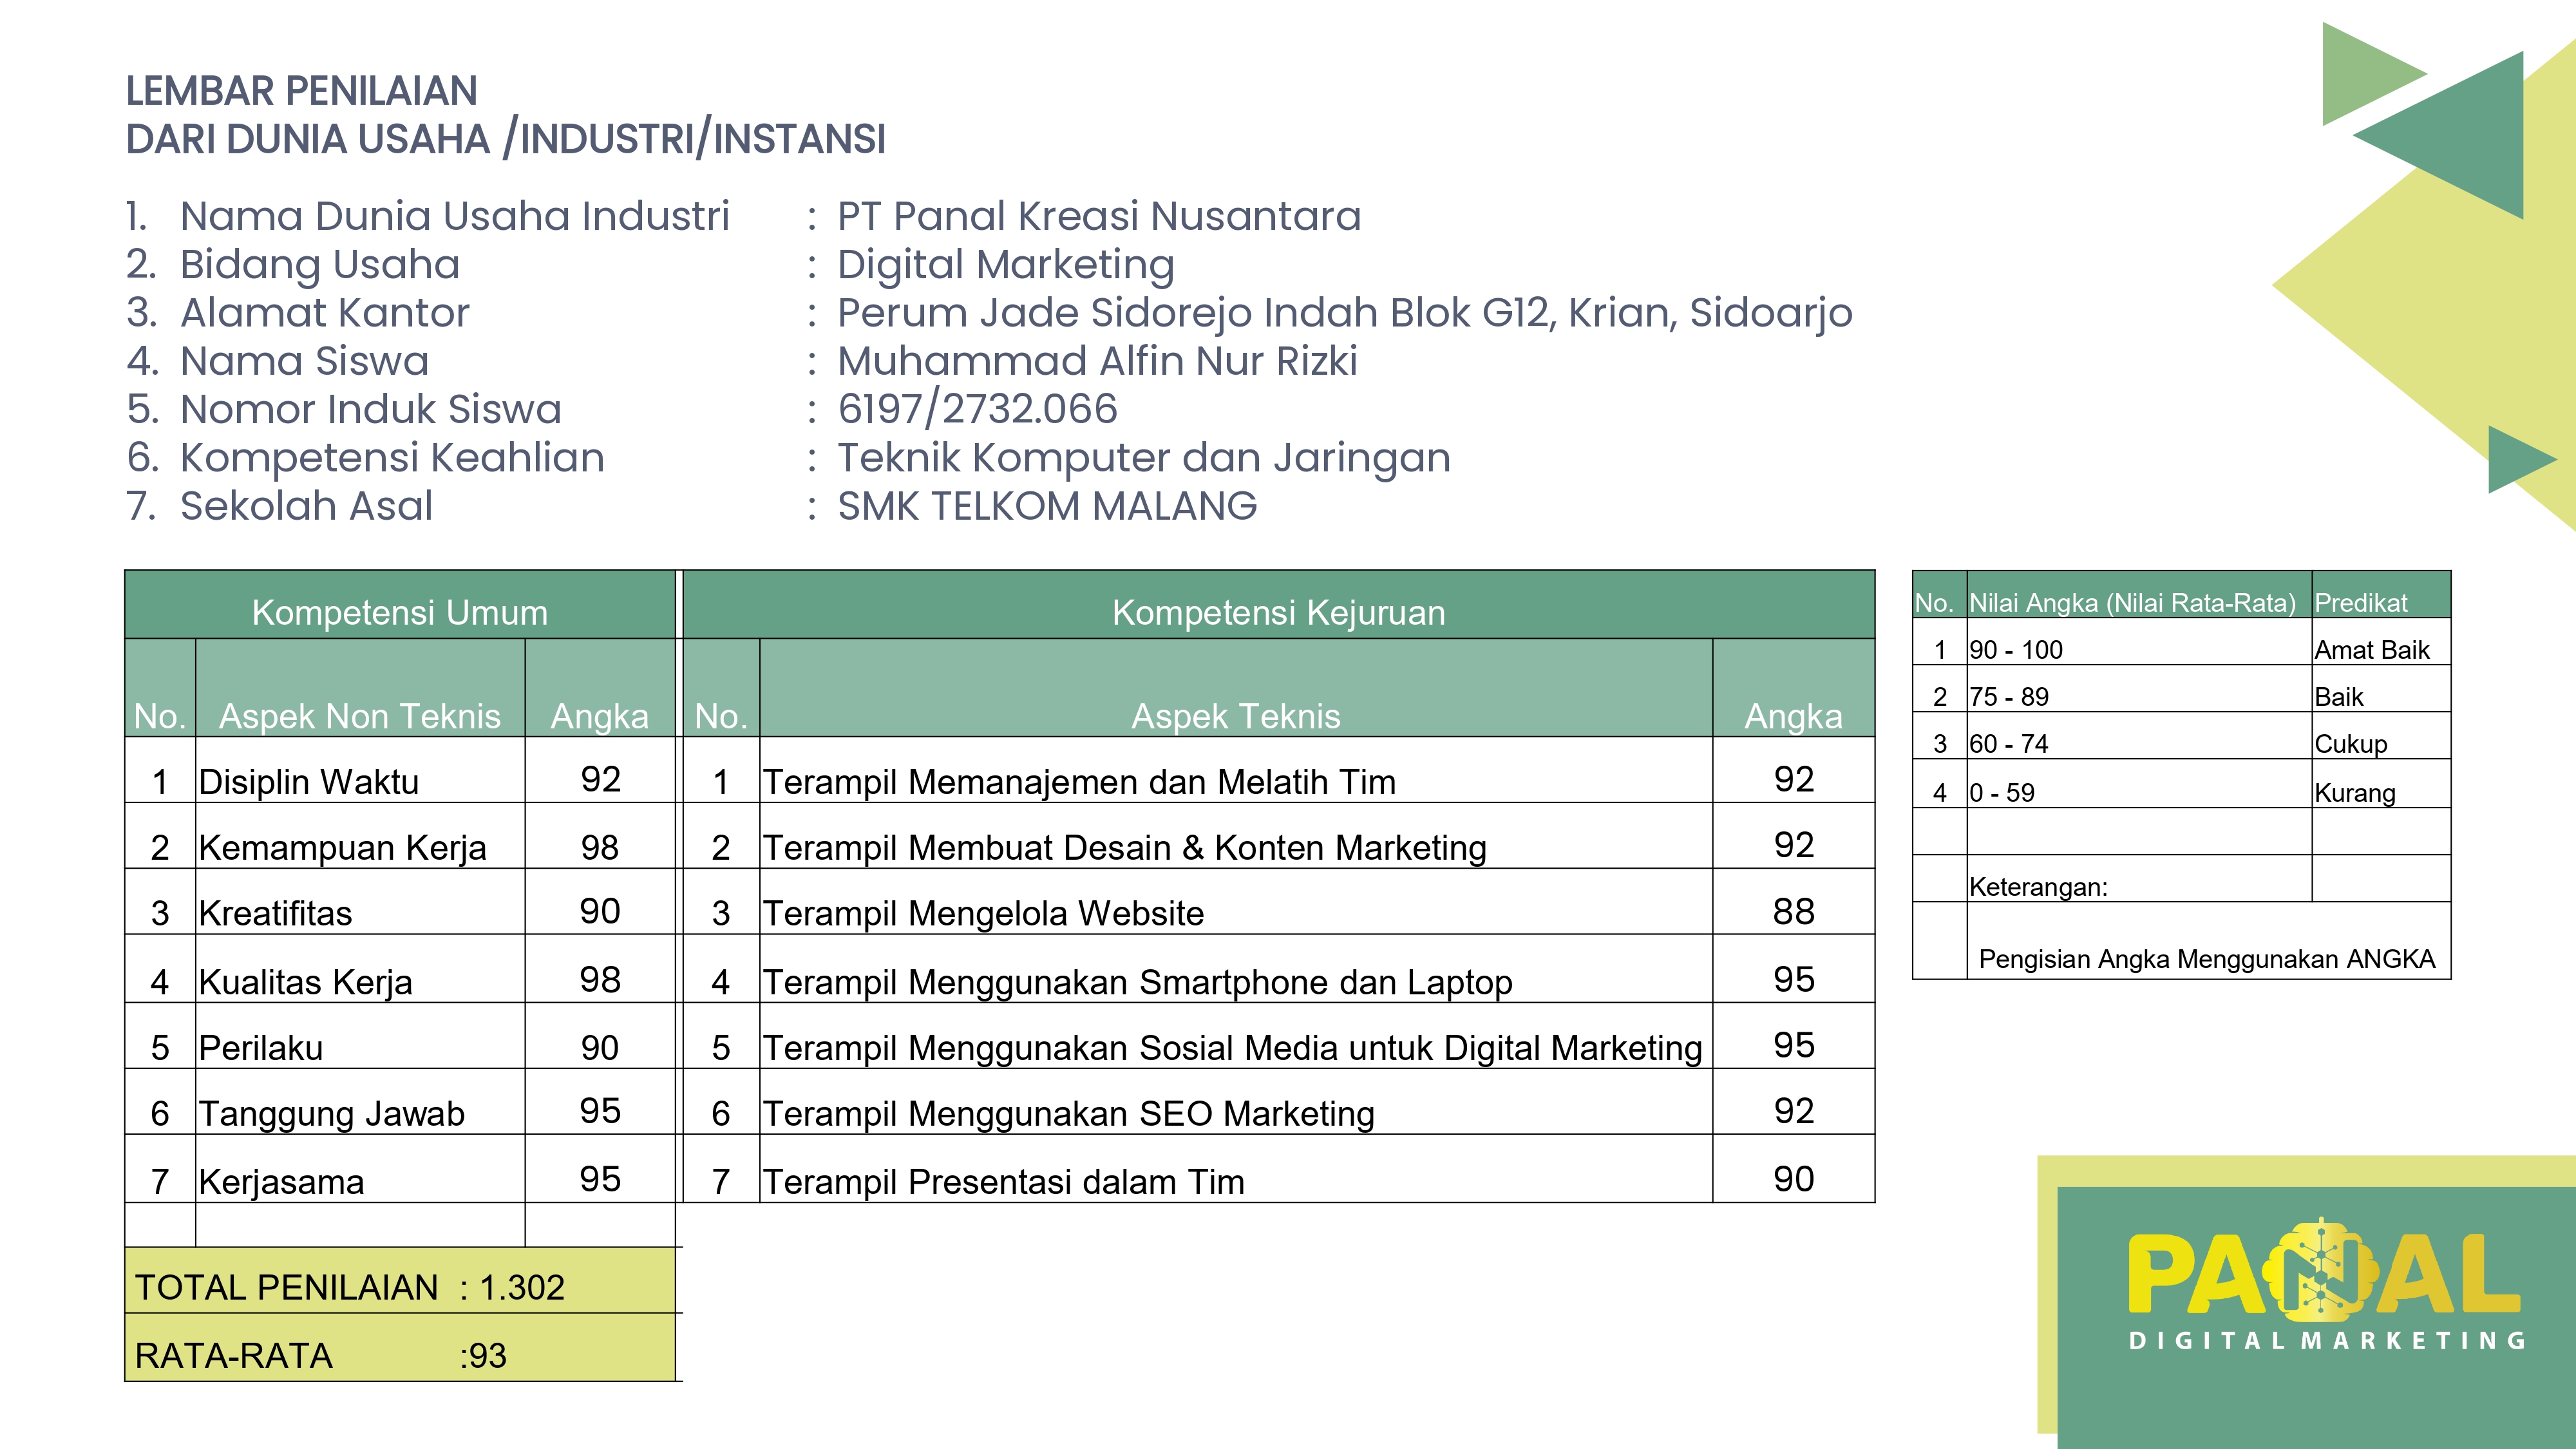 LEMBAR PENILAIAN
DARI DUNIA USAHA /INDUSTRI/INSTANSI
1. Nama Dunia Usaha Industri : PT Panal Kreasi Nusantara
2. Bidang Usaha : Digital Marketing
3. Alamat Kantor : Perum Jade Sidorejo Indah Blok G12, Krian, Sidoarjo
4. Nama Siswa : Muhammad Alfin Nur Rizki
5. Nomor Induk Siswa : 6197/2732.066
6. Kompetensi Keahlian : Teknik Komputer dan Jaringan
7. Sekolah Asal : SMK TELKOM MALANG
Kompetensi Umum Kompetensi Kejuruan
No. Aspek Non Teknis Angka No. Aspek Teknis Angka
1 Disiplin Waktu 92 1 Terampil Memanajemen dan Melatih Tim 92
2 Kemampuan Kerja 98 2 Terampil Membuat Desain & Konten Marketing 92
3 Kreatifitas 90 3 Terampil Mengelola Website 88
4 Kualitas Kerja 98 4 Terampil Menggunakan Smartphone dan Laptop 95
5 Perilaku 90 5 Terampil Menggunakan Sosial Media untuk Digital Marketing 95
6 Tanggung Jawab 95 6 Terampil Menggunakan SEO Marketing 92
7 Kerjasama 95 7 Terampil Presentasi dalam Tim 90
TOTAL PENILAIAN : 1.302
RATA-RATA :93
No. Nilai Angka (Nilai Rata-Rata) Predikat
1 90 - 100 Amat Baik
2 75 - 89 Baik
3 60 - 74 Cukup
4 0 - 59 Kurang
Keterangan:
Pengisian Angka Menggunakan ANGKA
PANAL
DIGITAL MARKETING